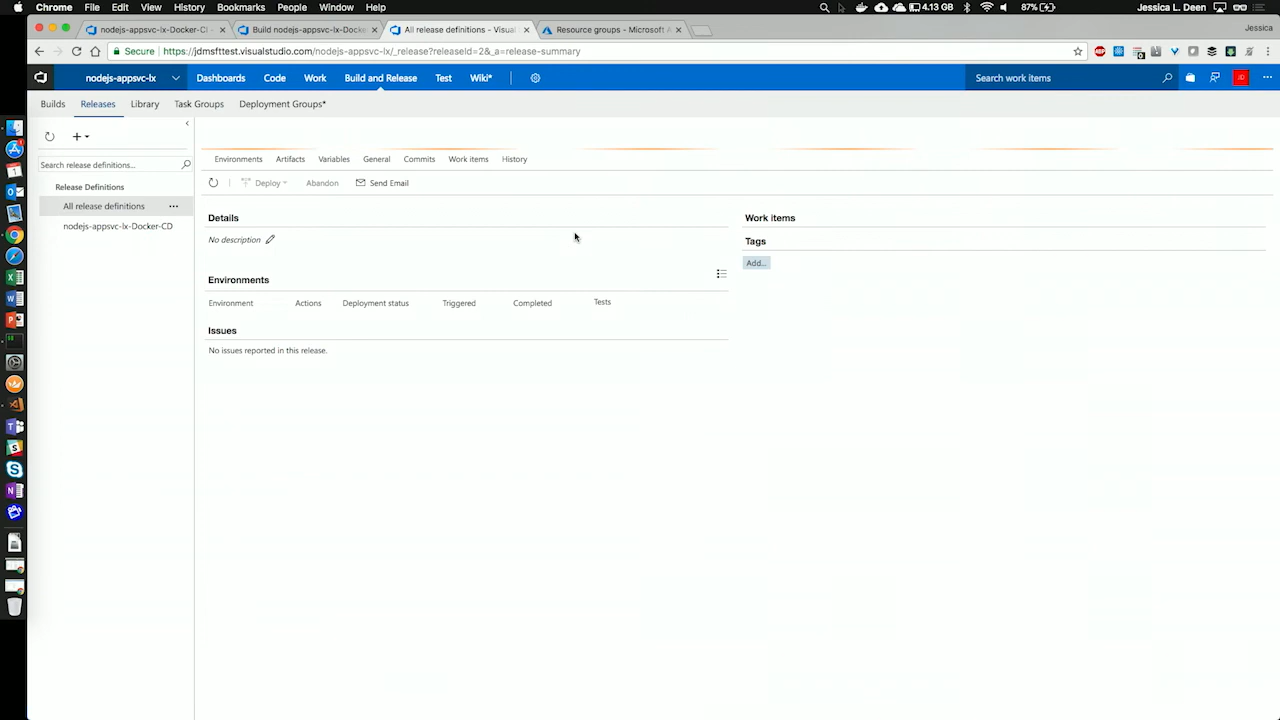 Chrome File Edit View History Bookmarks People Window Help 4.13 GB 87% Jessica L. Deen
nodejs-appsvc-lx-Docker-CD - Build nodejs-appsvc-lx-Docke All release definitions - Visual Resource groups - Microsoft A Jessica
Secure https://jdmsfttest.visualstudio.com/nodejs-appsvc-lx/_release?releaseId=2&_a=release-summary
nodejs-appsvc-lx Dashboards Code Work Build and Release Test Wiki* Search work items JD
Builds Releases Library Task Groups Deployment Groups*
Environments Artifacts Variables General Commits Work items History
Search release definitions...
Deploy Abandon Send Email
Release Definitions
All release definitions ...
nodejs-appsvc-lx-Docker-CD
Details
No description
Environments
Environment Actions Deployment status Triggered Completed Tests
Issues
No issues reported in this release.
Work items
Tags
Add...